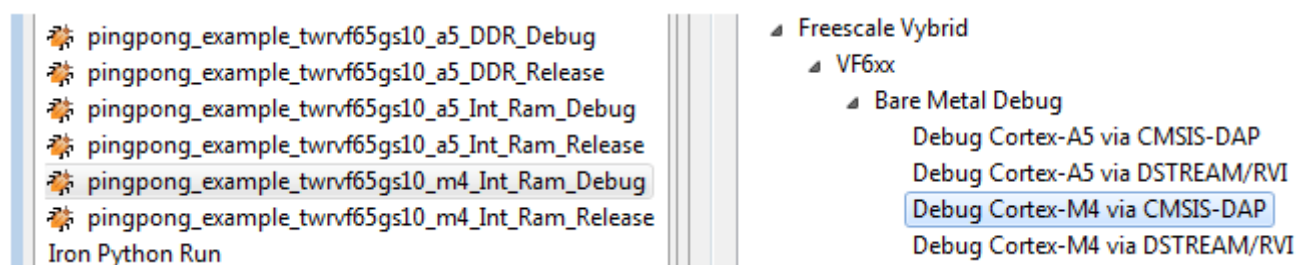 pingpong_example_twrvf65gs10_a5_DDR_Debug
pingpong_example_twrvf65gs10_a5_DDR_Release
pingpong_example_twrvf65gs10_a5_Int_Ram_Debug
pingpong_example_twrvf65gs10_a5_Int_Ram_Release
pingpong_example_twrvf65gs10_m4_Int_Ram_Debug
pingpong_example_twrvf65gs10_m4_Int_Ram_Release
Iron Python Run
Freescale Vybrid
VF6xx
Bare Metal Debug
Debug Cortex-A5 via CMSIS-DAP
Debug Cortex-A5 via DSTREAM/RVI
Debug Cortex-M4 via CMSIS-DAP
Debug Cortex-M4 via DSTREAM/RVI